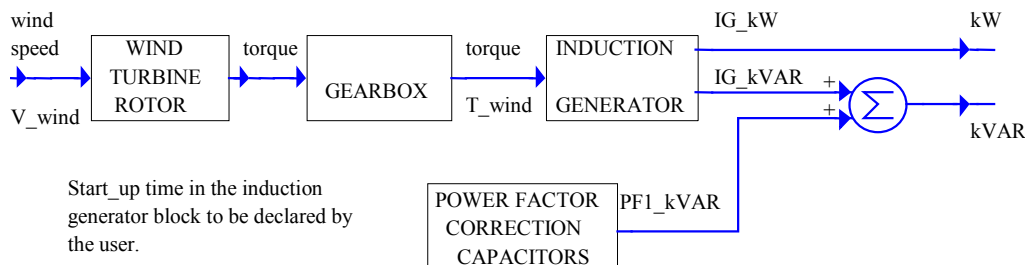 wind
speed
V_wind
WIND
TURBINE
ROTOR
torque
GEARBOX
torque
T_wind
INDUCTION
GENERATOR
IG_kW
kW
IG_kVAR
+
+
Σ
kVAR
Start_up time in the induction
generator block to be declared by
the user.
POWER FACTOR
CORRECTION
CAPACITORS
PF1_kVAR